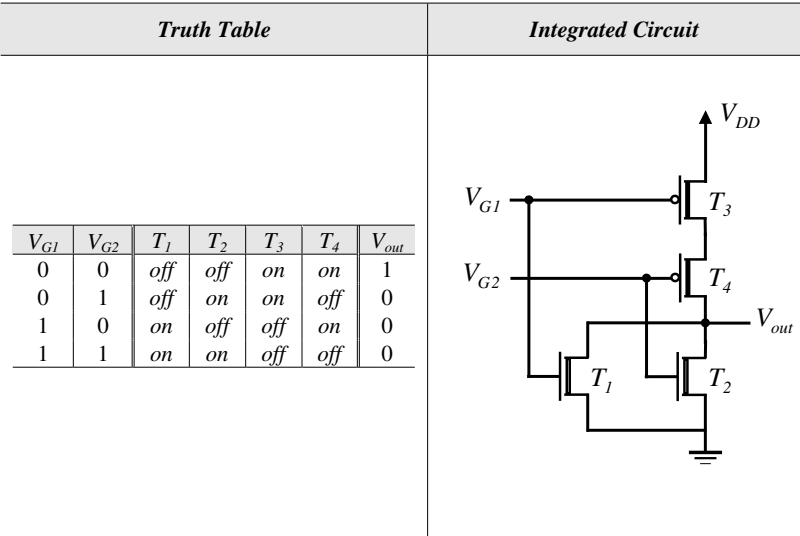 Truth Table Integrated Circuit
V_DD
V_G1 T_3
V_G2 T_4
V_out
T_1 T_2
V_G1 V_G2 T_1 T_2 T_3 T_4 V_out
0 0 off off on on 1
0 1 off on on off 0
1 0 on off off on 0
1 1 on on off off 0